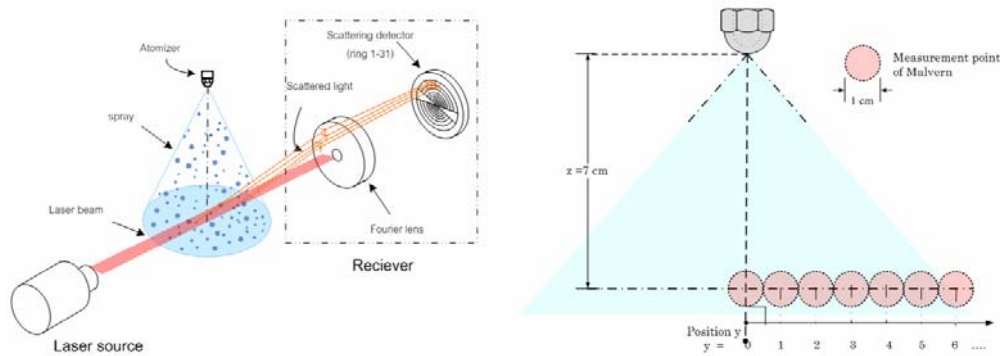 Atomizer
Scattering detector
(ring 1-31)
Scattered light
spray
Laser beam
Fourier lens
Reciever
Laser source
Measurement point
of Malvern
1 cm
z =7 cm
Position y
y = 0 1 2 3 4 5 6 ....